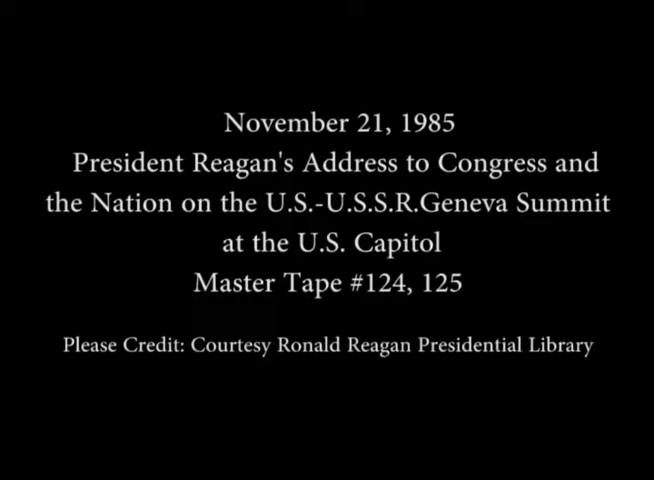 November 21, 1985
President Reagan's Address to Congress and
the Nation on the U.S.-U.S.S.R.Geneva Summit
at the U.S. Capitol
Master Tape #124, 125
Please Credit: Courtesy Ronald Reagan Presidential Library